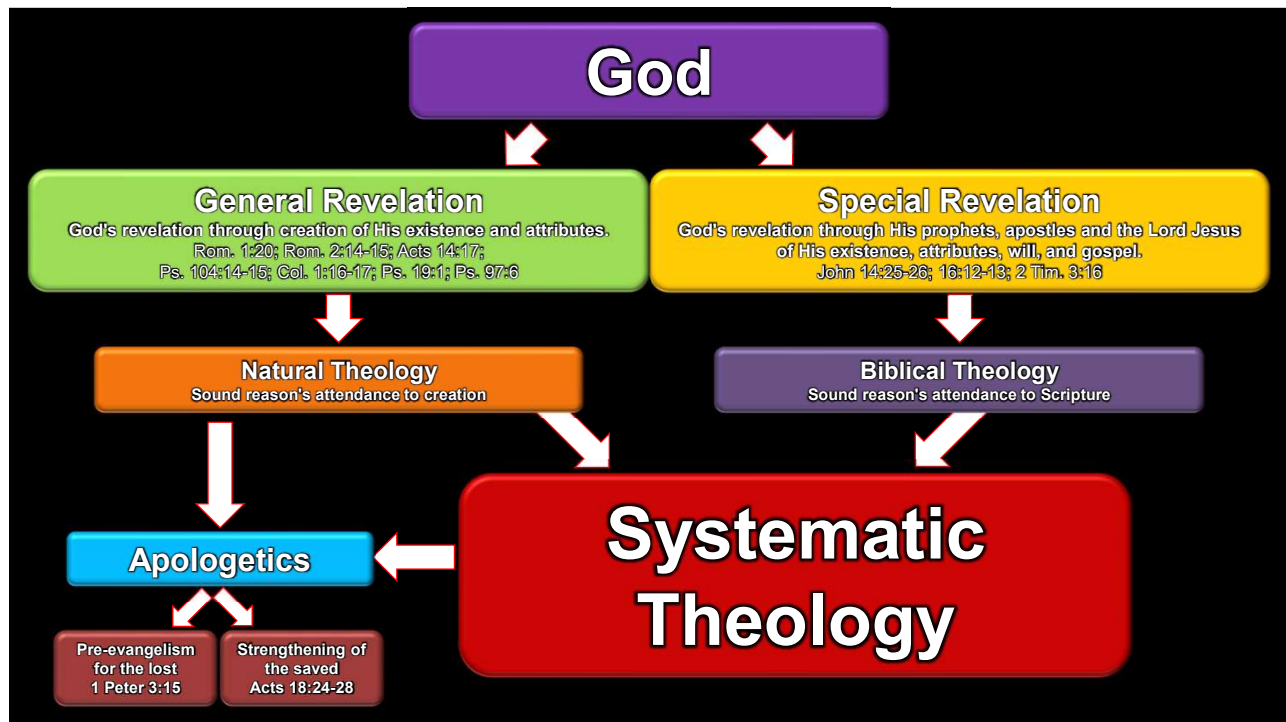 God
General Revelation
God's revelation through creation of His existence and attributes.
Rom. 1:20; Rom. 2:14-15; Acts 14:17;
Ps. 104:14-15; Col. 1:16-17; Ps. 19:1; Ps. 97:6
Special Revelation
God's revelation through His prophets, apostles and the Lord Jesus
of His existence, attributes, will, and gospel.
John 14:25-26; 16:12-13; 2 Tim. 3:16
Natural Theology
Sound reason's attendance to creation
Biblical Theology
Sound reason's attendance to Scripture
Systematic
Theology
Apologetics
Pre-evangelism
for the lost
1 Peter 3:15
Strengthening of
the saved
Acts 18:24-28